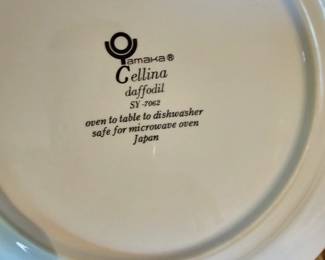 Yamaka®
Cellina
daffodil
SY-7062
oven to table to dishwasher
safe for microwave oven
Japan